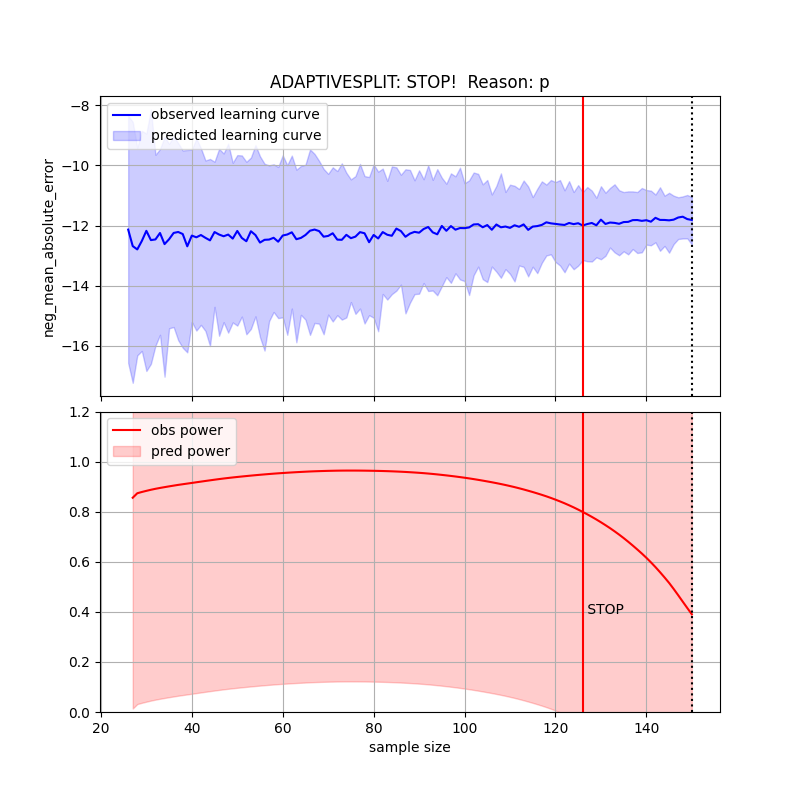 ADAPTIVESPLIT: STOP!  Reason: p
observed learning curve
predicted learning curve
neg_mean_absolute_error
−8
−10
−12
−14
−16
obs power
pred power
1.2
1.0
0.8
0.6
0.4
0.2
0.0
STOP
20 40 60 80 100 120 140
sample size